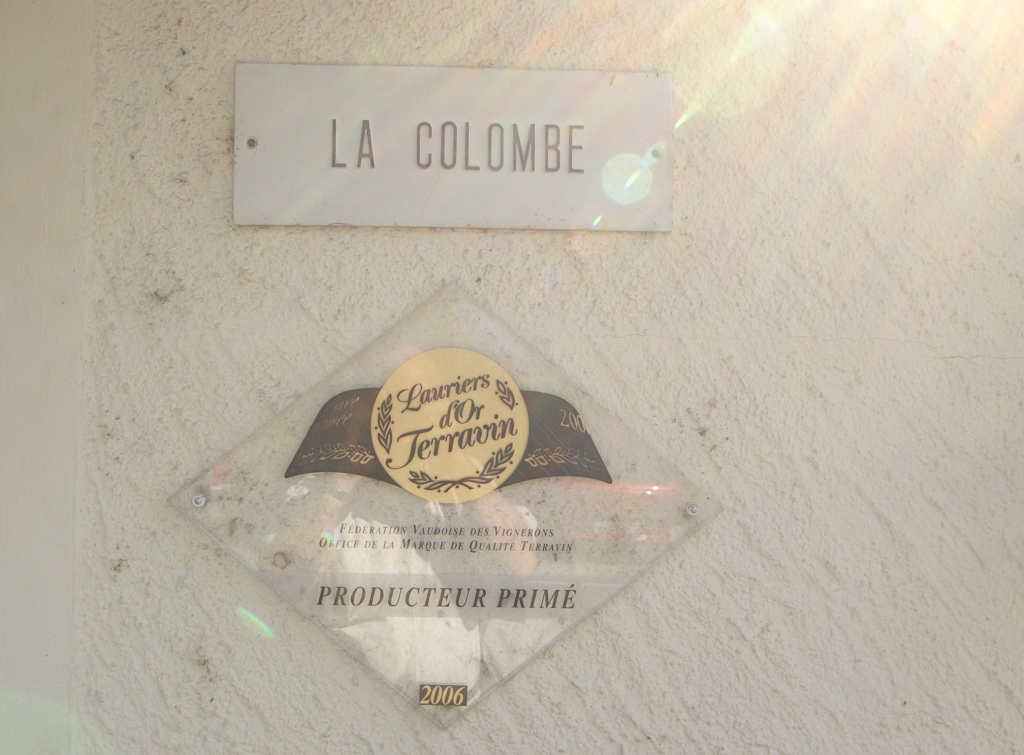 LA COLOMBE
Lauriers
d'Or
Terravin
200
FÉDÉRATION VAUDOISE DES VIGNERONS
OFFICE DE LA MARQUE DE QUALITÉ TERRAVIN
PRODUCTEUR PRIMÉ
2006